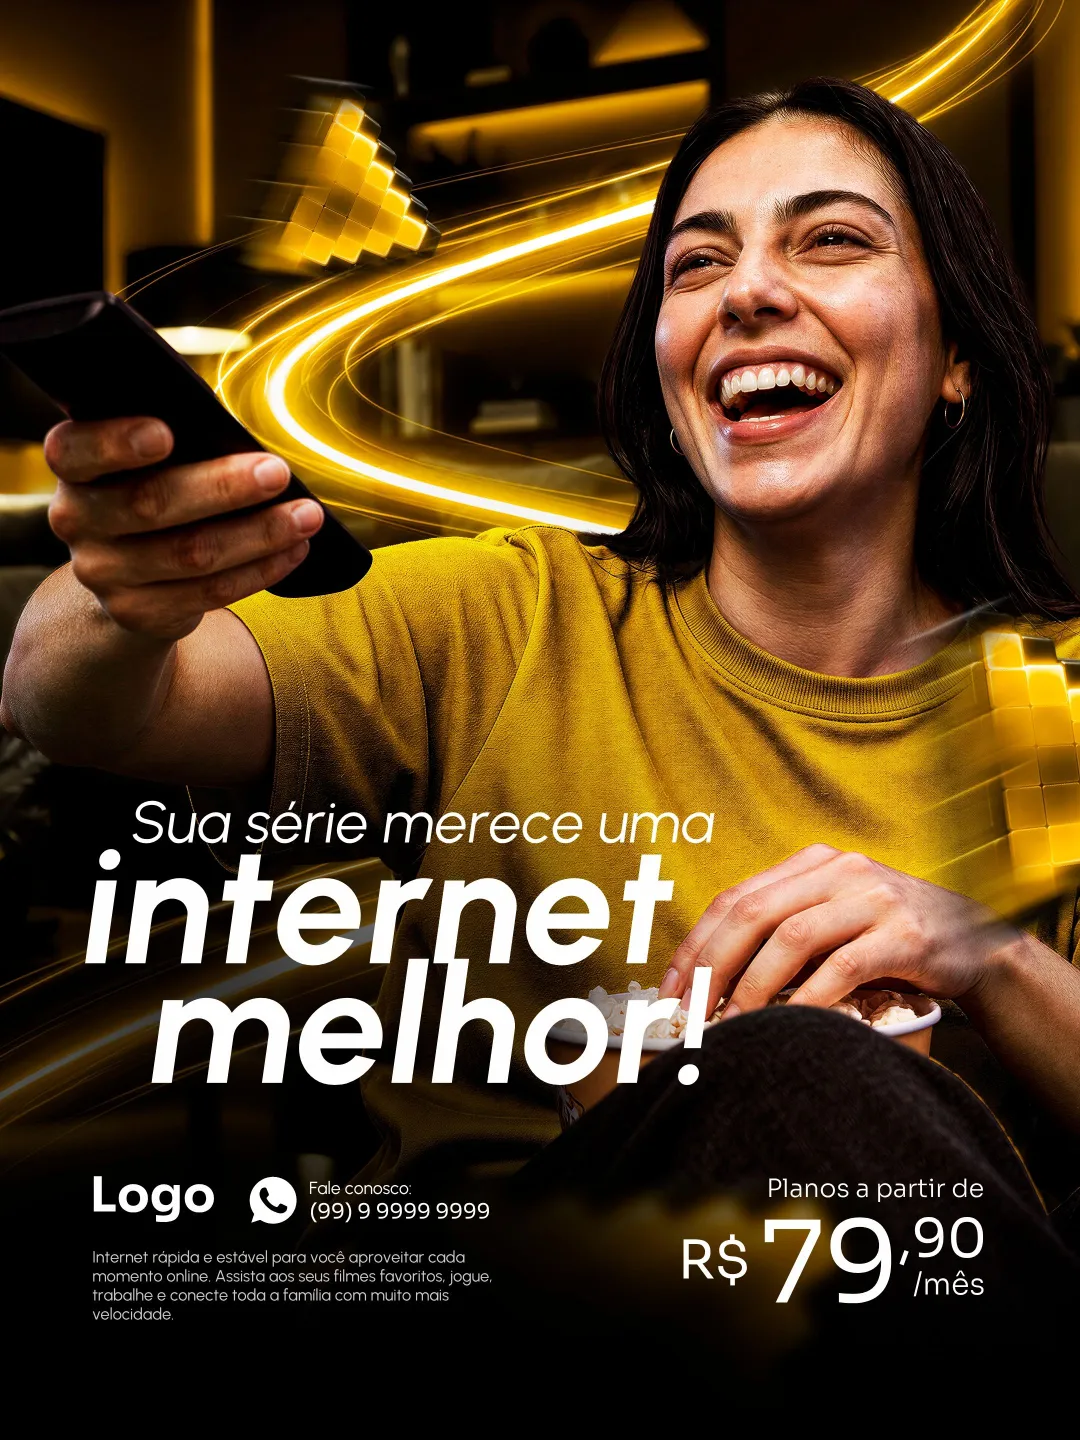 Sua série merece uma
internet
melhor!
Logo
Fale conosco:
(99) 9 9999 9999
Internet rápida e estável para você aproveitar cada
momento online. Assista aos seus filmes favoritos, jogue,
trabalhe e conecte toda a família com muito mais
velocidade.
Planos a partir de
R$ 79,90
/mês